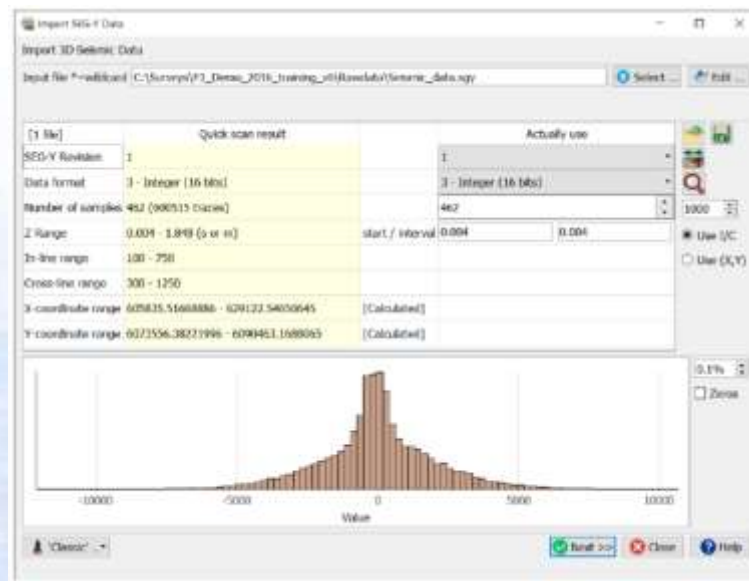 Import SEG-Y Data
Import 3D Seismic Data
Input file *=wildcard C:\Surveys\F3_Demo_2016_training_v6\Rawdata\Seismic_data.sgy Select ... Edit ...
[1 file] Quick scan result Actually use
SEG-Y Revision 1 1
Data format 3 - Integer (16 bits) 3 - Integer (16 bits)
Number of samples 462 (600515 traces) 462 1000
Z Range 0.004 - 1.848 (s or m) start / interval 0.004 0.004 Use I/C
In-line range 100 - 750 Use (X,Y)
Cross-line range 300 - 1250
X-coordinate range [Calculated]
Y-coordinate range [Calculated]
0.1%
Zeros
-10000 -5000 0 5000 10000
Value
'Classic' ... Next >> Close Help